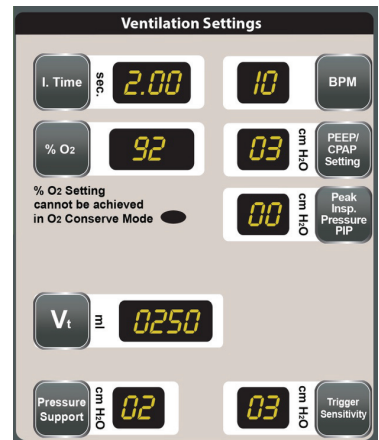 Ventilation Settings
I. Time
sec.
2.00
10
BPM
% O2
92
03
cm H2O
PEEP/
CPAP
Setting
% O2 Setting
cannot be achieved
in O2 Conserve Mode
00
cm H2O
Peak
Insp.
Pressure
PIP
Vt
ml
0250
Pressure
Support
cm H2O
02
03
cm H2O
Trigger
Sensitivity